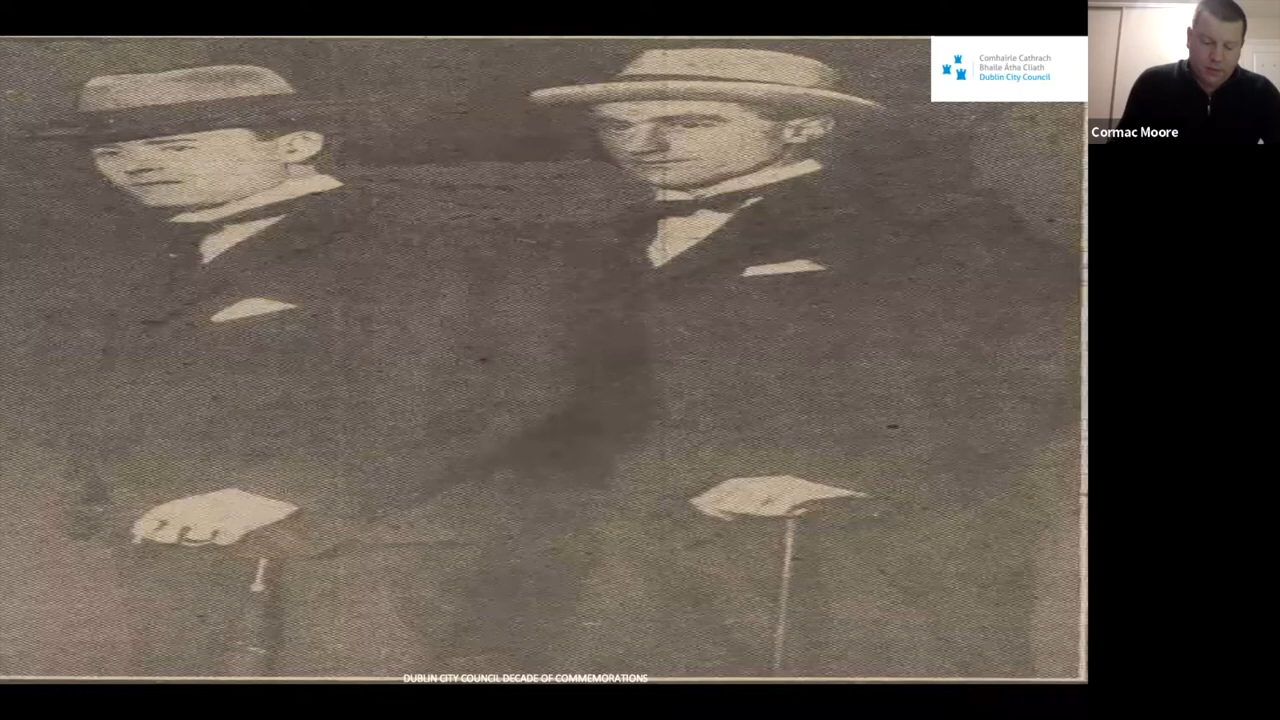 Comhairle Cathrach
Bhaile Átha Cliath
Dublin City Council
Cormac Moore
DUBLIN CITY COUNCIL DECADE OF COMMEMORATIONS